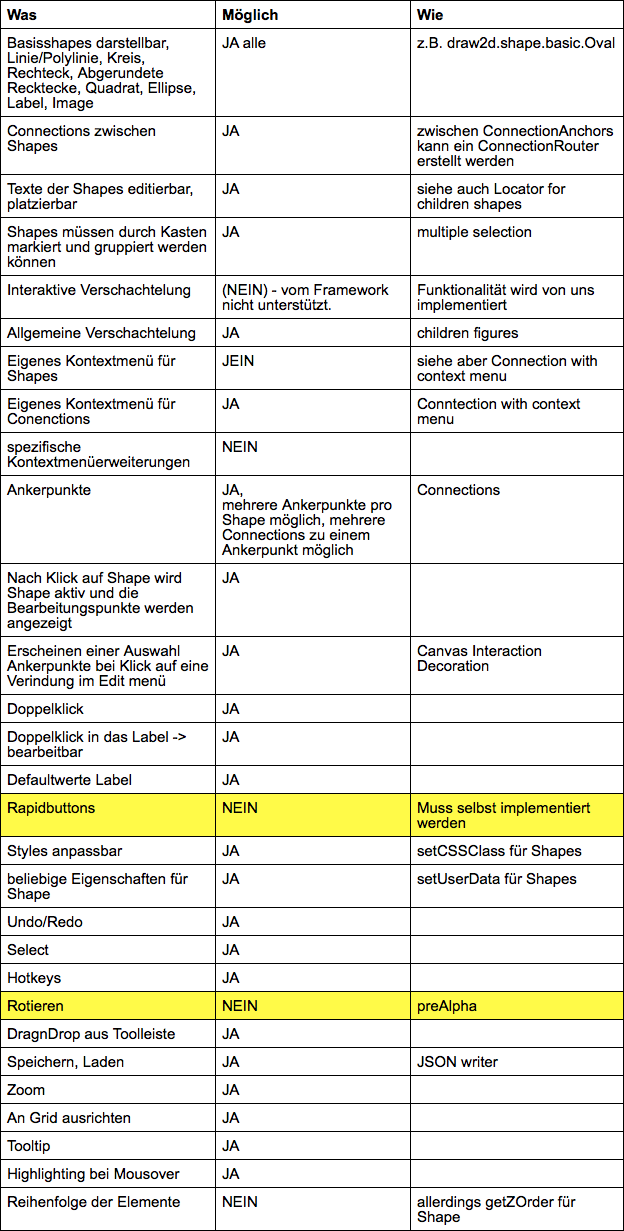 Was Möglich Wie
Basisshapes darstellbar, JA alle z.B. draw2d.shape.basic.Oval
Linie/Polylinie, Kreis,
Rechteck, Abgerundete
Recktecke, Quadrat, Ellipse,
Label, Image
Connections zwischen JA zwischen ConnectionAnchors
Shapes kann ein ConnectionRouter
erstellt werden
Texte der Shapes editierbar, JA siehe auch Locator for
platzierbar children shapes
Shapes müssen durch Kasten JA multiple selection
markiert und gruppiert werden
können
Interaktive Verschachtelung (NEIN) - vom Framework Funktionalität wird von uns
nicht unterstützt. implementiert
Allgemeine Verschachtelung JA children figures
Eigenes Kontextmenü für JEIN siehe aber Connection with
Shapes context menu
Eigenes Kontextmenü für JA Conntection with context
Conenctions menu
spezifische NEIN
Kontextmenüerweiterungen
Ankerpunkte JA, Connections
mehrere Ankerpunkte pro
Shape möglich, mehrere
Connections zu einem
Ankerpunkt möglich
Nach Klick auf Shape wird JA
Shape aktiv und die
Bearbeitungspunkte werden
angezeigt
Erscheinen einer Auswahl JA Canvas Interaction
Ankerpunkte bei Klick auf eine Decoration
Verindung im Edit menü
Doppelklick JA
Doppelklick in das Label -> JA
bearbeitbar
Defaultwerte Label JA
Rapidbuttons NEIN Muss selbst implementiert
werden
Styles anpassbar JA setCSSClass für Shapes
beliebige Eigenschaften für JA setUserData für Shapes
Shape
Undo/Redo JA
Select JA
Hotkeys JA
Rotieren NEIN preAlpha
DragnDrop aus Toolleiste JA
Speichern, Laden JA JSON writer
Zoom JA
An Grid ausrichten JA
Tooltip JA
Highlighting bei Mousover JA
Reihenfolge der Elemente NEIN allerdings getZOrder für
Shape